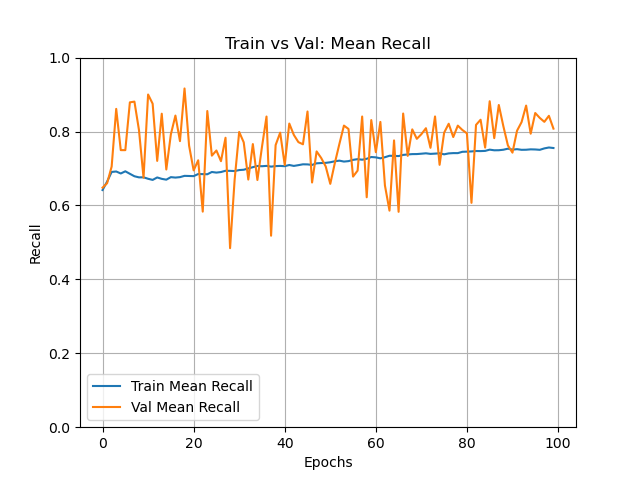 Train vs Val: Mean Recall
Recall
1.0
0.8
0.6
0.4
0.2
0.0
Train Mean Recall
Val Mean Recall
0 20 40 60 80 100
Epochs